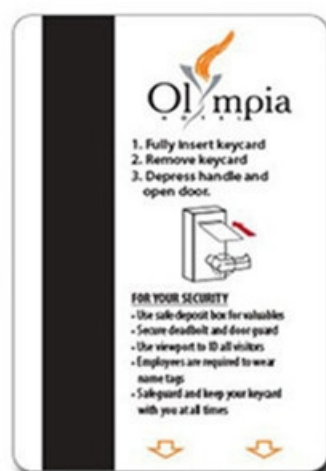 Olympia
HOTEL
1. Fully insert keycard
2. Remove keycard
3. Depress handle and
open door.
FOR YOUR SECURITY
• Use safe deposit box for valuables
• Secure deadbolt and door guard
• Use viewport to ID all visitors
• Employees are required to wear
name tags
• Safeguard and keep your keycard
with you at all times